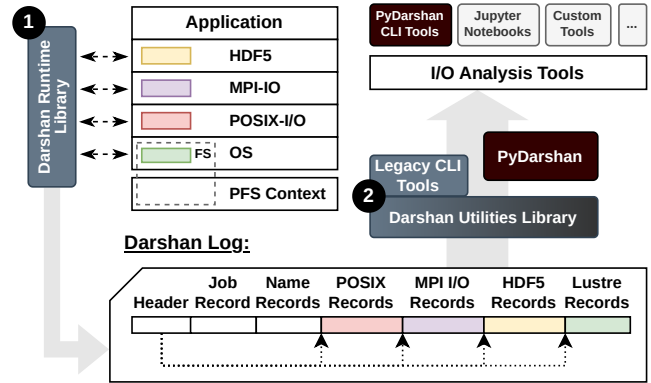 1
Darshan Runtime
Library
Application
HDF5
MPI-IO
POSIX-I/O
FS
OS
PFS Context
PyDarshan
CLI Tools
Jupyter
Notebooks
Custom
Tools
...
I/O Analysis Tools
PyDarshan
Legacy CLI
Tools
2
Darshan Utilities Library
Darshan Log:
Header
Job
Record
Name
Records
POSIX
Records
MPI I/O
Records
HDF5
Records
Lustre
Records